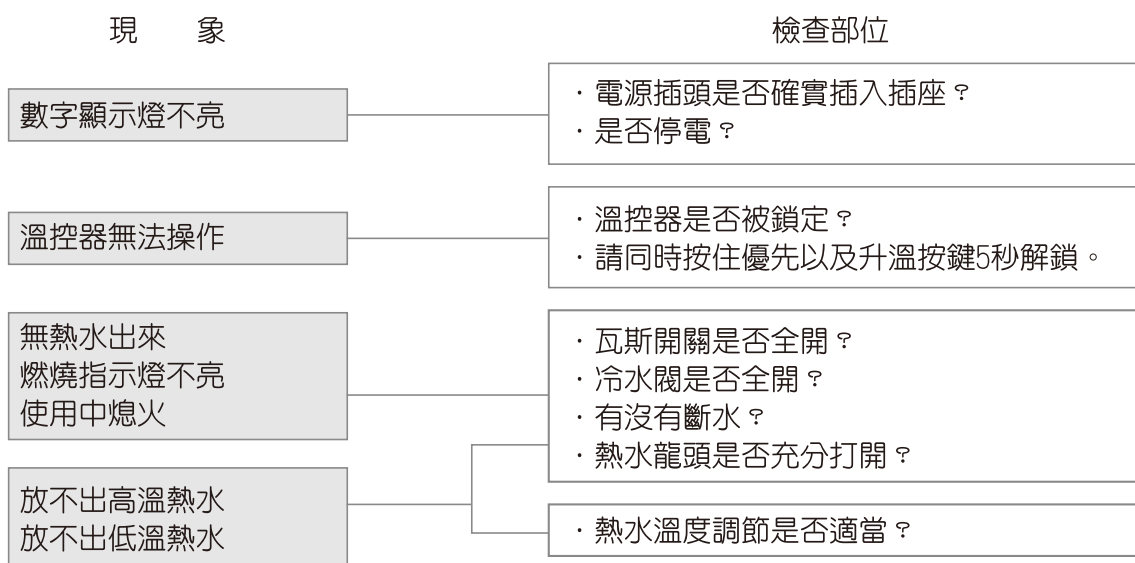 現　　象
檢查部位
數字顯示燈不亮
・電源插頭是否確實插入插座？
・是否停電？
溫控器無法操作
・溫控器是否被鎖定？
・請同時按住優先以及升溫按鍵5秒解鎖。
無熱水出來
燃燒指示燈不亮
使用中熄火
・瓦斯開關是否全開？
・冷水閥是否全開？
・有沒有斷水？
・熱水龍頭是否充分打開？
放不出高溫熱水
放不出低溫熱水
・熱水溫度調節是否適當？